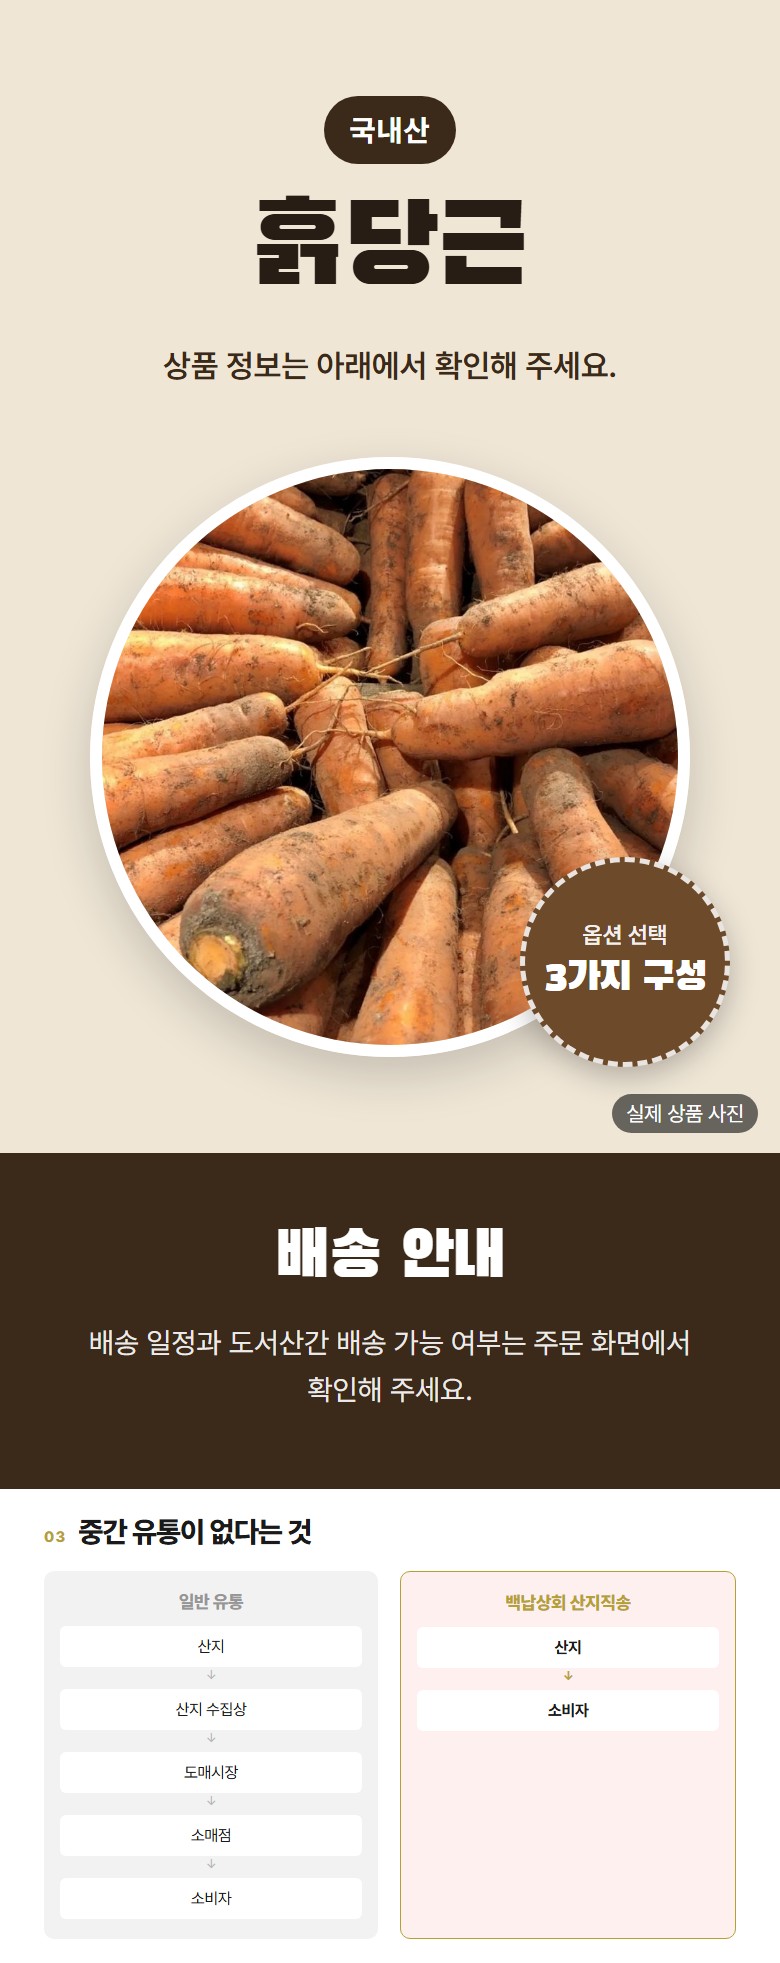 국내산
흙당근
상품 정보는 아래에서 확인해 주세요.
옵션 선택
3가지 구성
실제 상품 사진
배송 안내
배송 일정과 도서산간 배송 가능 여부는 주문 화면에서
확인해 주세요.
03 중간 유통이 없다는 것
일반 유통
산지
↓
산지 수집상
↓
도매시장
↓
소매점
↓
소비자
백납상회 산지직송
산지
↓
소비자